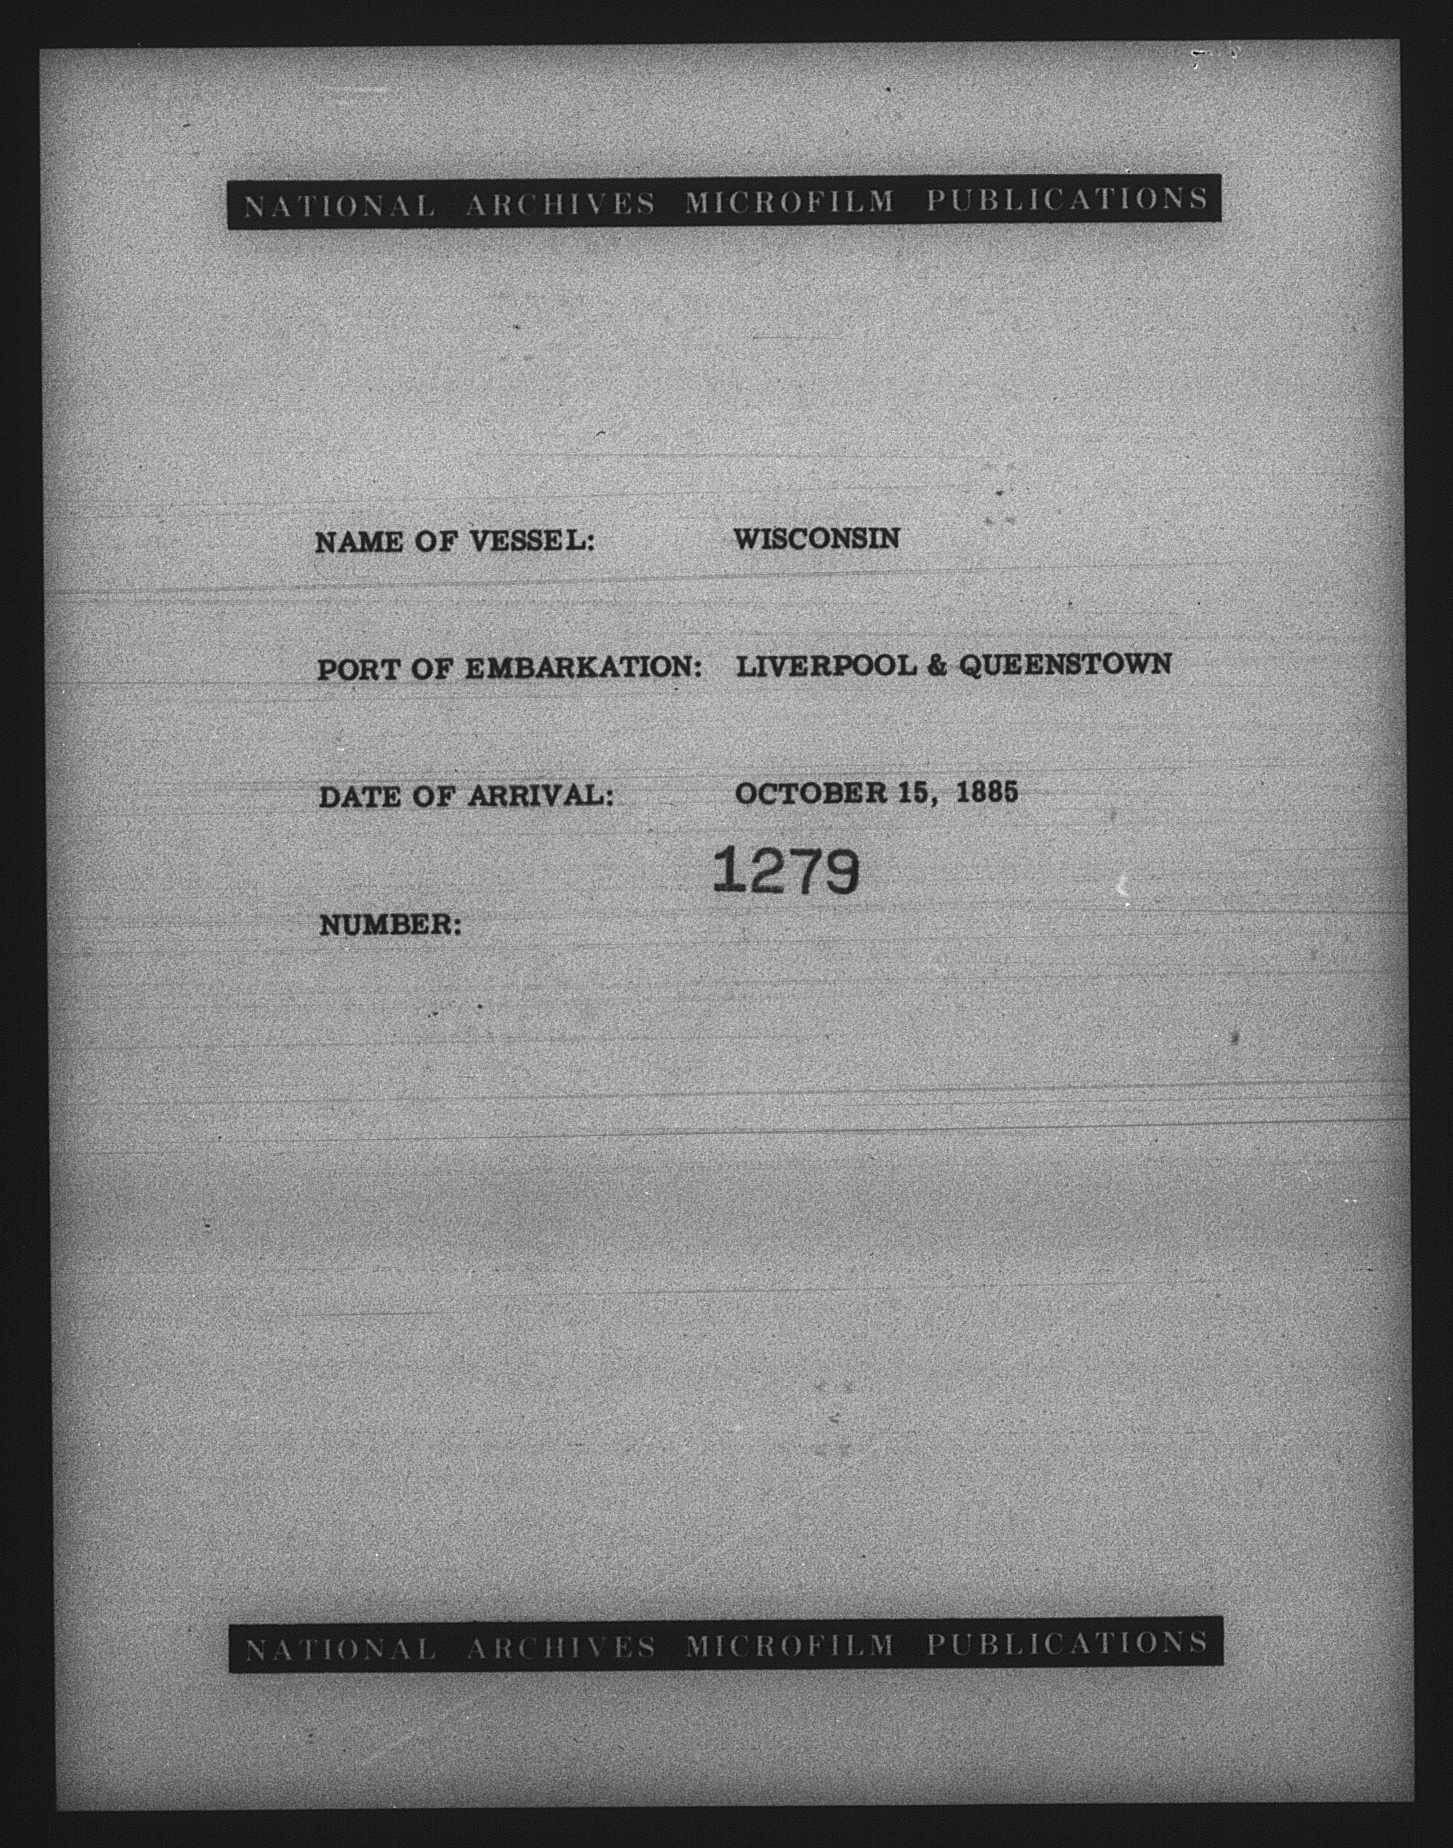 NATIONAL ARCHIVES MICROFILM PUBLICATIONS
NAME OF VESSEL: WISCONSIN
PORT OF EMBARKATION: LIVERPOOL & QUEENSTOWN
DATE OF ARRIVAL: OCTOBER 15, 1885
1279
NUMBER:
NATIONAL ARCHIVES MICROFILM PUBLICATIONS